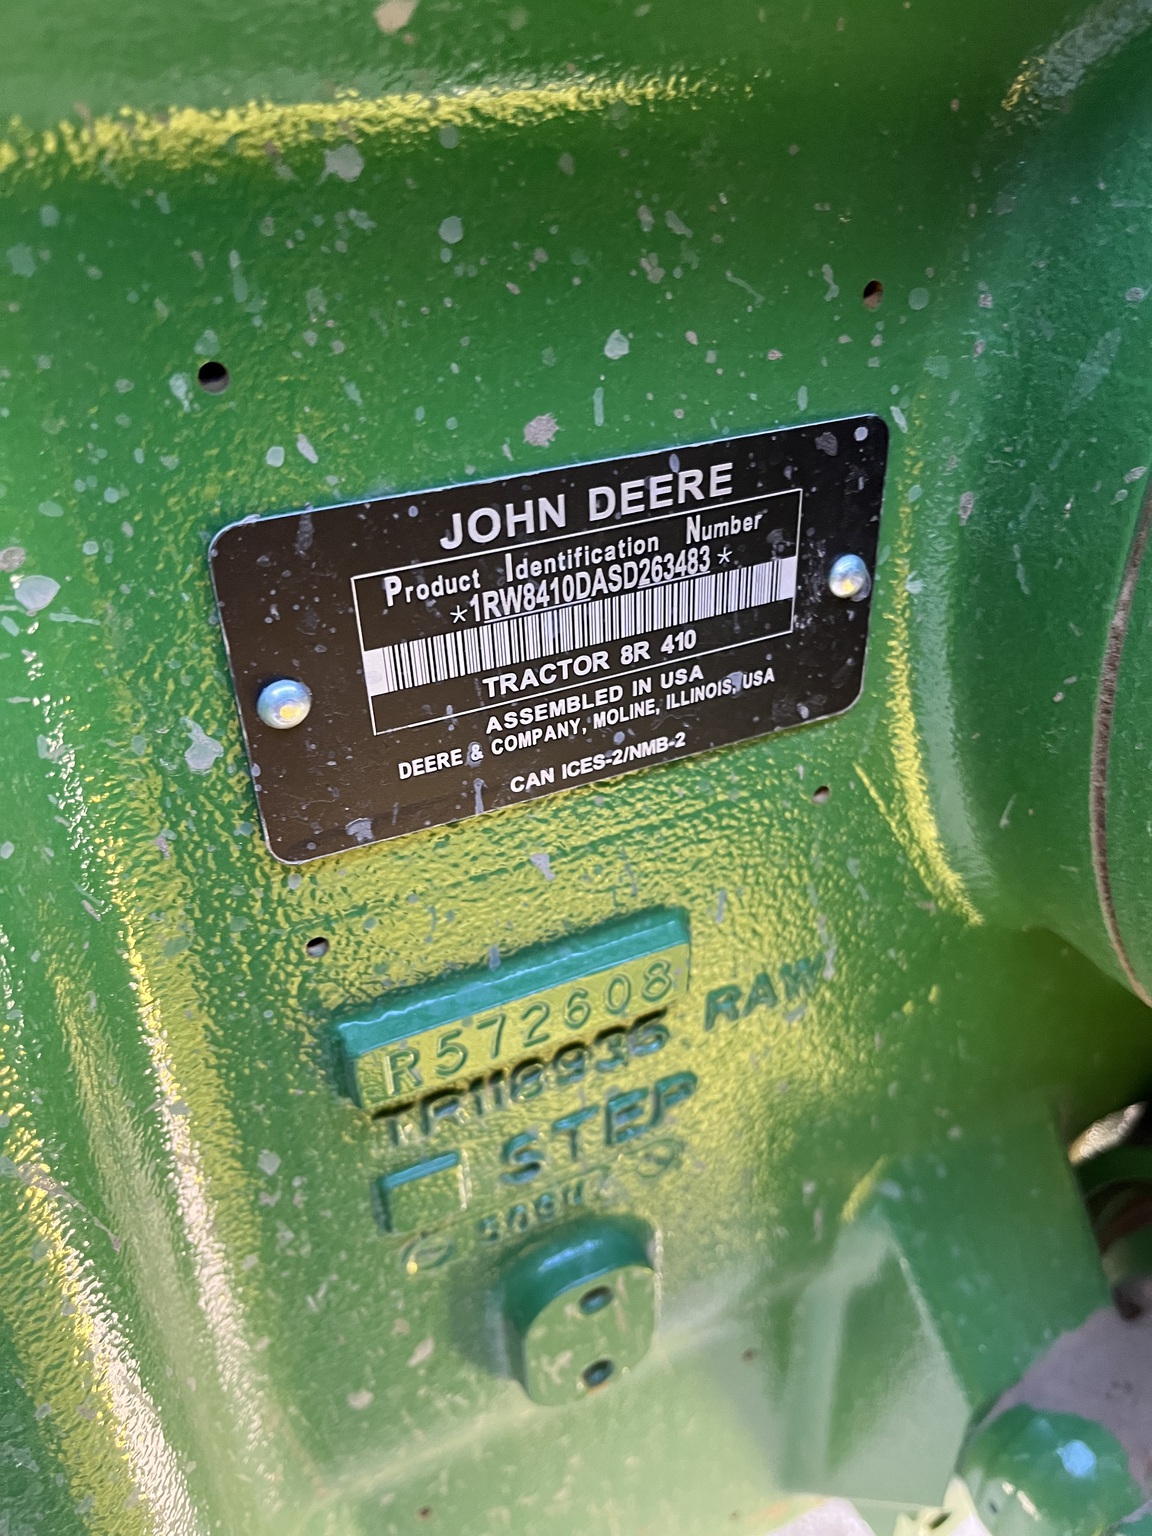 JOHN DEERE
Product Identification Number
*1RW8410DASD263483*
TRACTOR 8R 410
ASSEMBLED IN USA
DEERE & COMPANY, MOLINE, ILLINOIS, USA
CAN ICES-2/NMB-2
R572608
TR116935 RAW
STEP